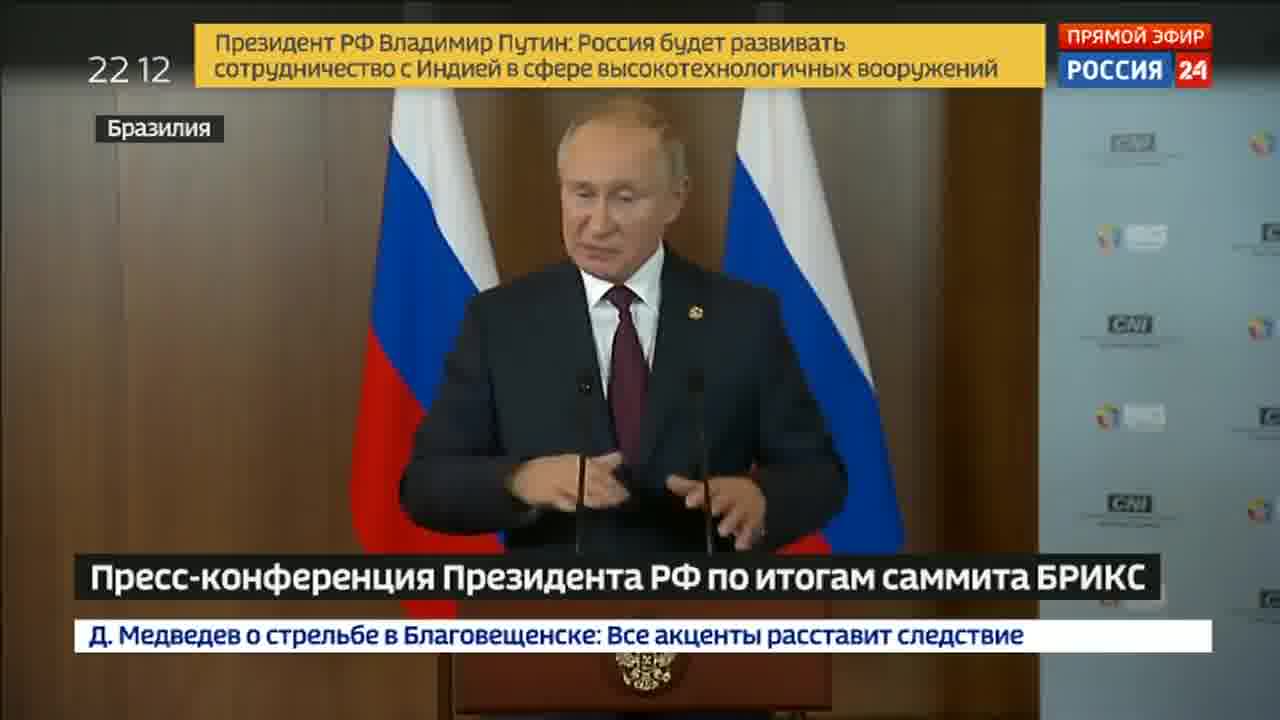 Президент РФ Владимир Путин: Россия будет развивать
сотрудничество с Индией в сфере высокотехнологичных вооружений
ПРЯМОЙ ЭФИР
РОССИЯ 24
22 12
Бразилия
CNI
CNI
CNI
Пресс-конференция Президента РФ по итогам саммита БРИКС
Д. Медведев о стрельбе в Благовещенске: Все акценты расставит следствие